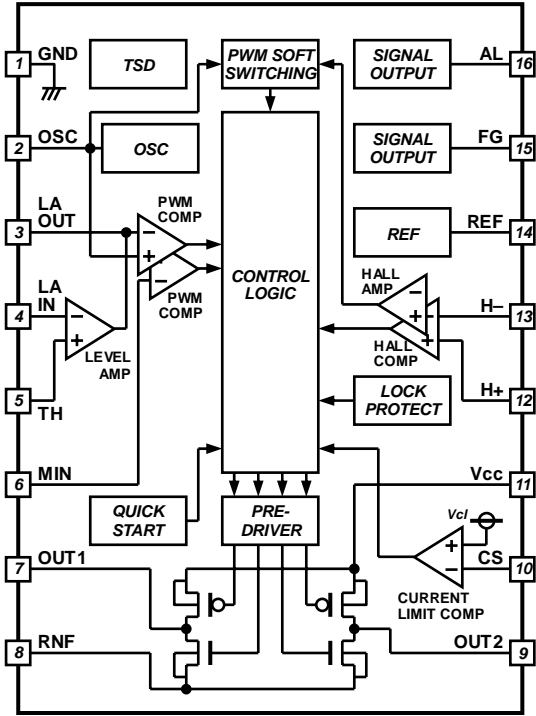 1
GND
TSD
PWM SOFT
SWITCHING
SIGNAL
OUTPUT
AL
16
2
OSC
OSC
SIGNAL
OUTPUT
FG
15
3
LA
OUT
PWM
COMP
−
+
REF
REF
14
CONTROL
LOGIC
−
PWM
COMP
HALL
AMP
−
+
4
LA
IN
−
+
LEVEL
AMP
H−
13
+
HALL
COMP
5
TH
H+
12
LOCK
PROTECT
6
MIN
Vcc
11
QUICK
START
PRE-
DRIVER
Vcl
+
−
7
OUT1
CS
10
CURRENT
LIMIT COMP
8
RNF
OUT2
9